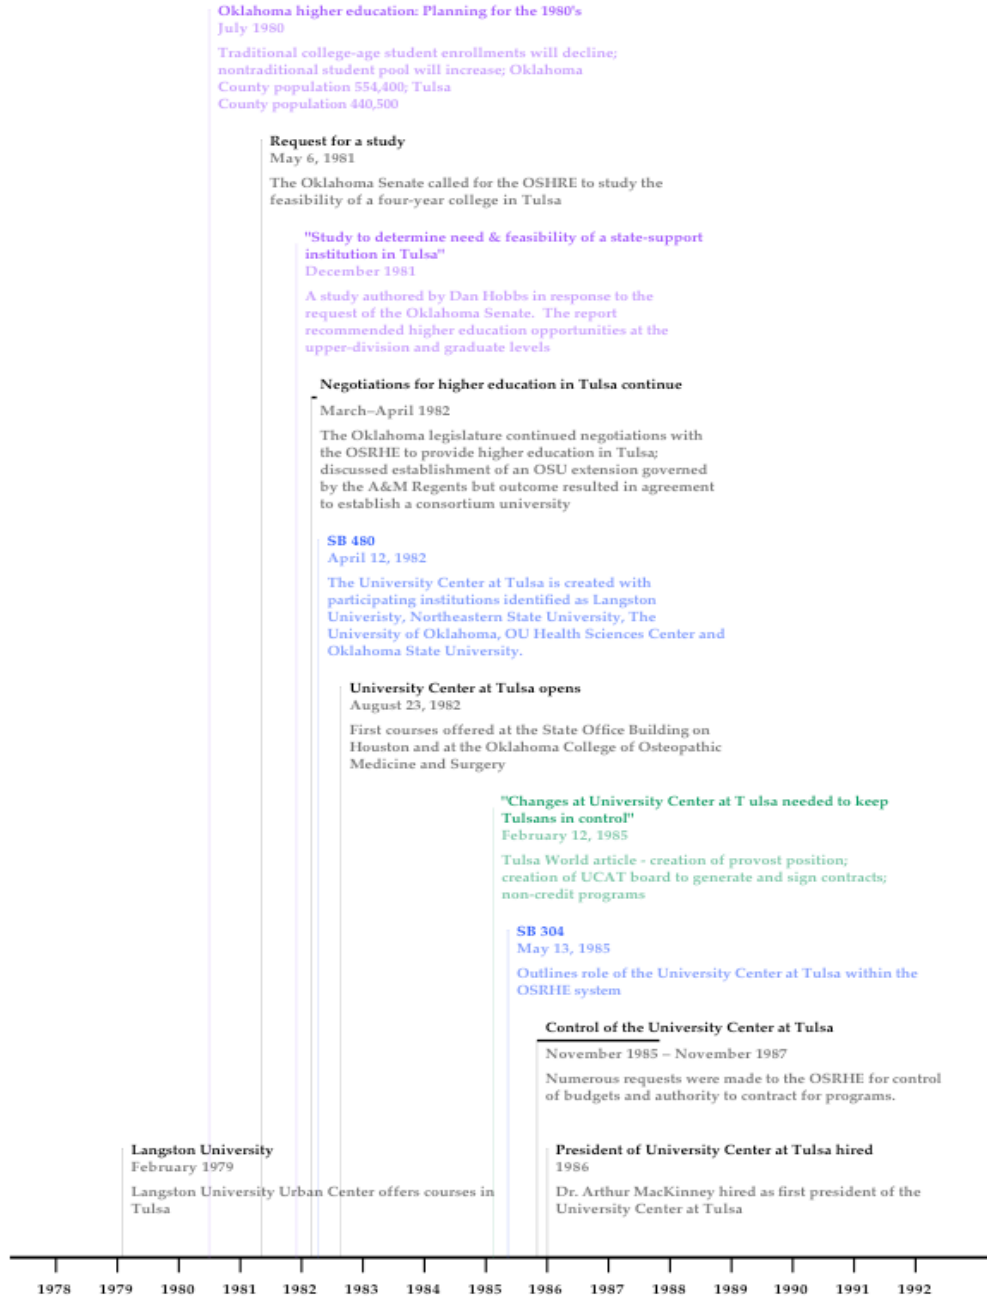 Oklahoma higher education: Planning for the 1980's
July 1980
Traditional college-age student enrollments will decline;
nontraditional student pool will increase; Oklahoma
County population 554,400; Tulsa
County population 440,500
Request for a study
May 6, 1981
The Oklahoma Senate called for the OSHRE to study the
feasibility of a four-year college in Tulsa
"Study to determine need & feasibility of a state-support
institution in Tulsa"
December 1981
A study authored by Dan Hobbs in response to the
request of the Oklahoma Senate. The report
recommended higher education opportunities at the
upper-division and graduate levels
Negotiations for higher education in Tulsa continue
March–April 1982
The Oklahoma legislature continued negotiations with
the OSRHE to provide higher education in Tulsa;
discussed establishment of an OSU extension governed
by the A&M Regents but outcome resulted in agreement
to establish a consortium university
SB 480
April 12, 1982
The University Center at Tulsa is created with
participating institutions identified as Langston
Univeristy, Northeastern State University, The
University of Oklahoma, OU Health Sciences Center and
Oklahoma State University.
University Center at Tulsa opens
August 23, 1982
First courses offered at the State Office Building on
Houston and at the Oklahoma College of Osteopathic
Medicine and Surgery
"Changes at University Center at T ulsa needed to keep
Tulsans in control"
February 12, 1985
Tulsa World article - creation of provost position;
creation of UCAT board to generate and sign contracts;
non-credit programs
SB 304
May 13, 1985
Outlines role of the University Center at Tulsa within the
OSRHE system
Control of the University Center at Tulsa
November 1985 – November 1987
Numerous requests were made to the OSRHE for control
of budgets and authority to contract for programs.
Langston University
February 1979
Langston University Urban Center offers courses in
Tulsa
President of University Center at Tulsa hired
1986
Dr. Arthur MacKinney hired as first president of the
University Center at Tulsa
1978 1979 1980 1981 1982 1983 1984 1985 1986 1987 1988 1989 1990 1991 1992